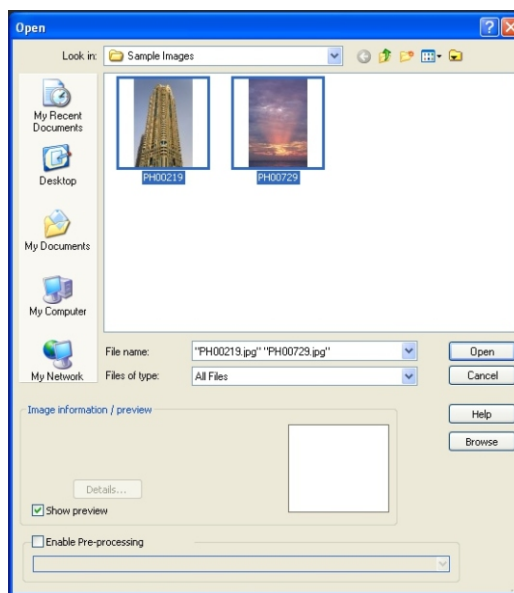 Open
Look in: Sample Images
My Recent
Documents
Desktop
My Documents
My Computer
My Network
PH00219 PH00729
File name: "PH00219.jpg" "PH00729.jpg" Open
Files of type: All Files Cancel
Image information / preview Help
Browse
Details...
Show preview
Enable Pre-processing